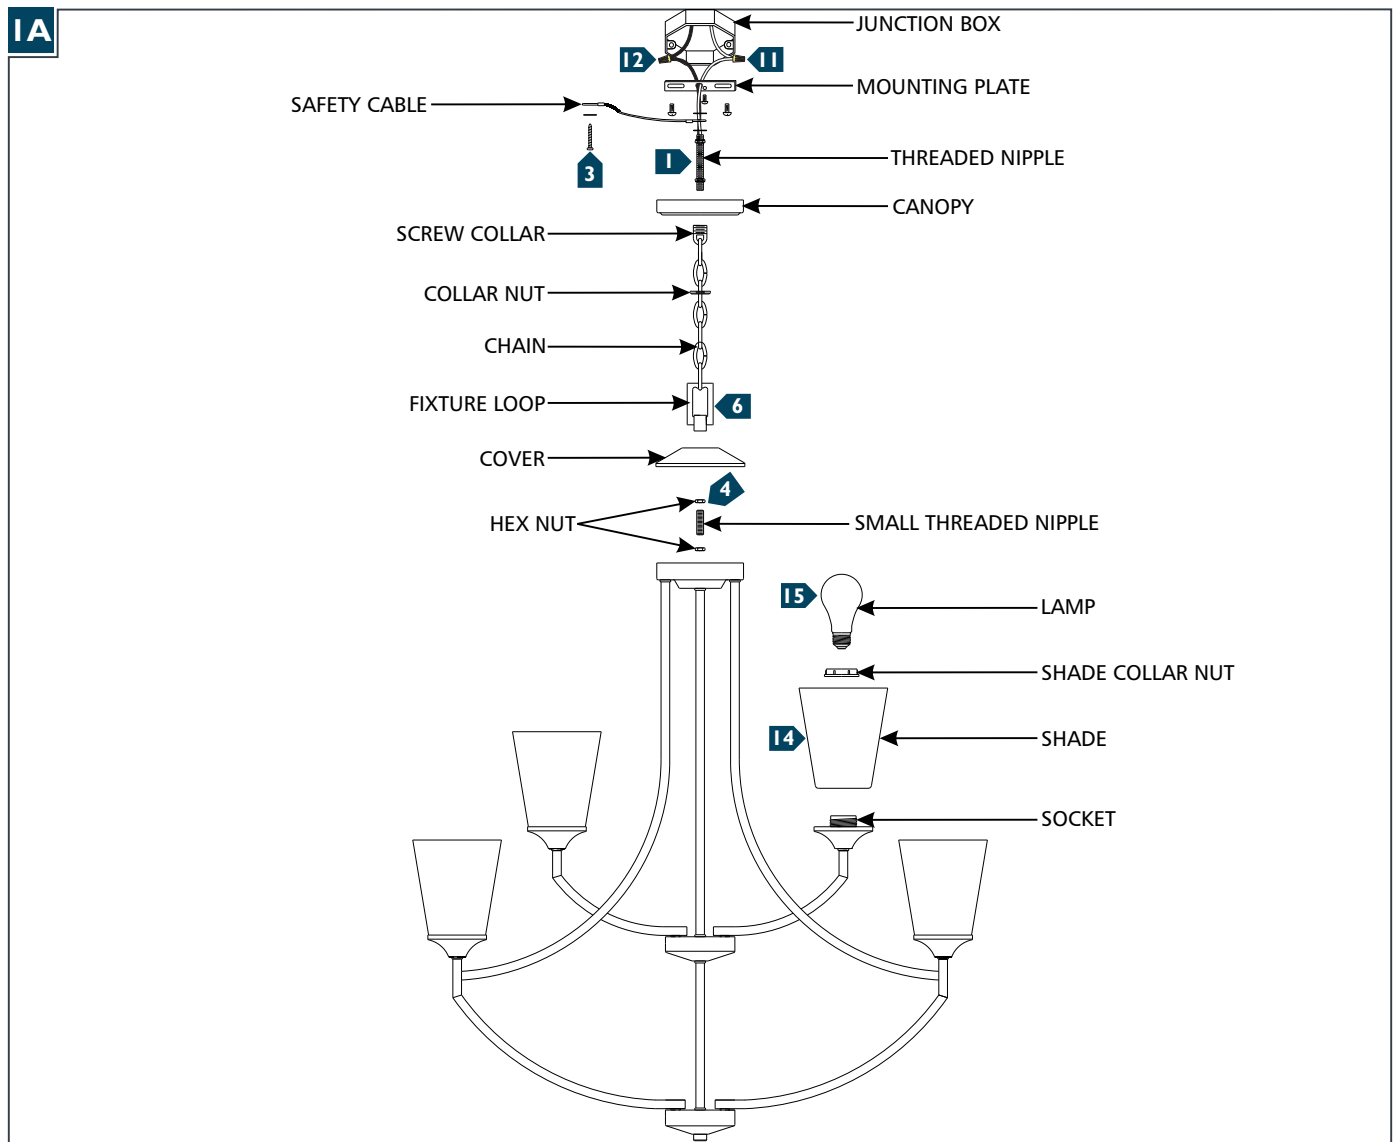 1A
JUNCTION BOX
12
11
MOUNTING PLATE
SAFETY CABLE
1
THREADED NIPPLE
3
CANOPY
SCREW COLLAR
COLLAR NUT
CHAIN
FIXTURE LOOP
6
COVER
4
HEX NUT
SMALL THREADED NIPPLE
15
LAMP
SHADE COLLAR NUT
14
SHADE
SOCKET